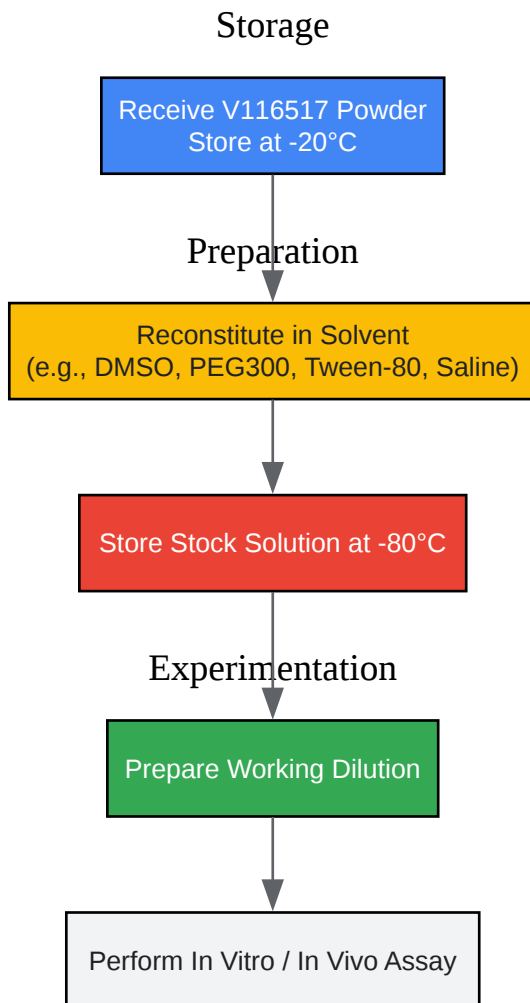 Storage
Receive V116517 Powder
Store at -20°C
Preparation
Reconstitute in Solvent
(e.g., DMSO, PEG300, Tween-80, Saline)
Store Stock Solution at -80°C
Experimentation
Prepare Working Dilution
Perform In Vitro / In Vivo Assay